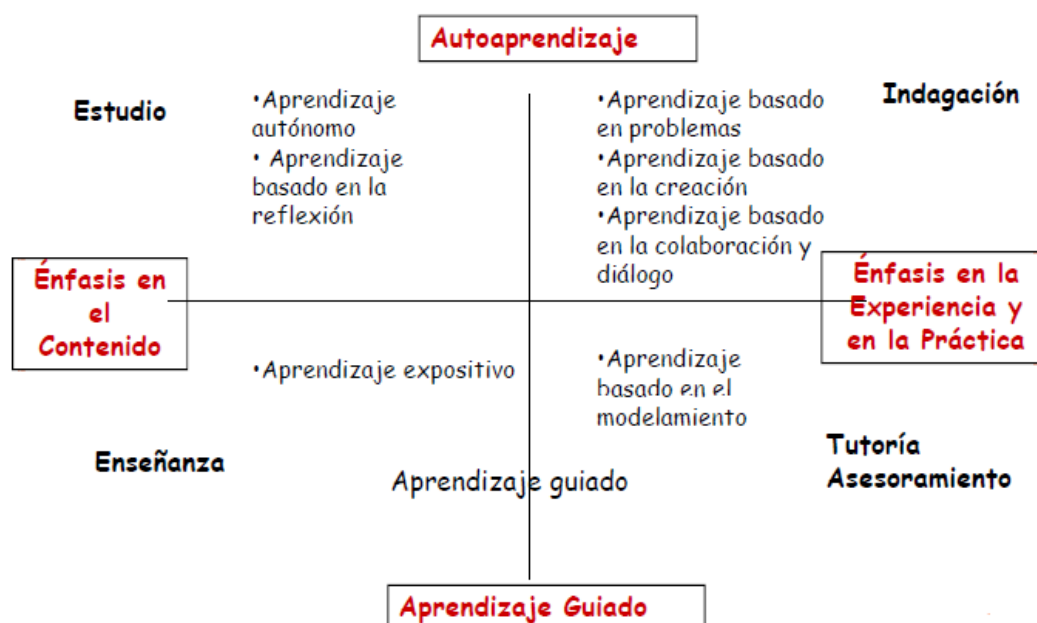 Autoaprendizaje
Estudio
•Aprendizaje
autónomo
• Aprendizaje
basado en la
reflexión
•Aprendizaje basado
en problemas
•Aprendizaje basado
en la creación
•Aprendizaje basado
en la colaboración y
diálogo
Indagación
Énfasis en
el
Contenido
Énfasis en la
Experiencia y
en la Práctica
•Aprendizaje expositivo
•Aprendizaje
basado en el
modelamiento
Enseñanza
Tutoría
Asesoramiento
Aprendizaje guiado
Aprendizaje Guiado